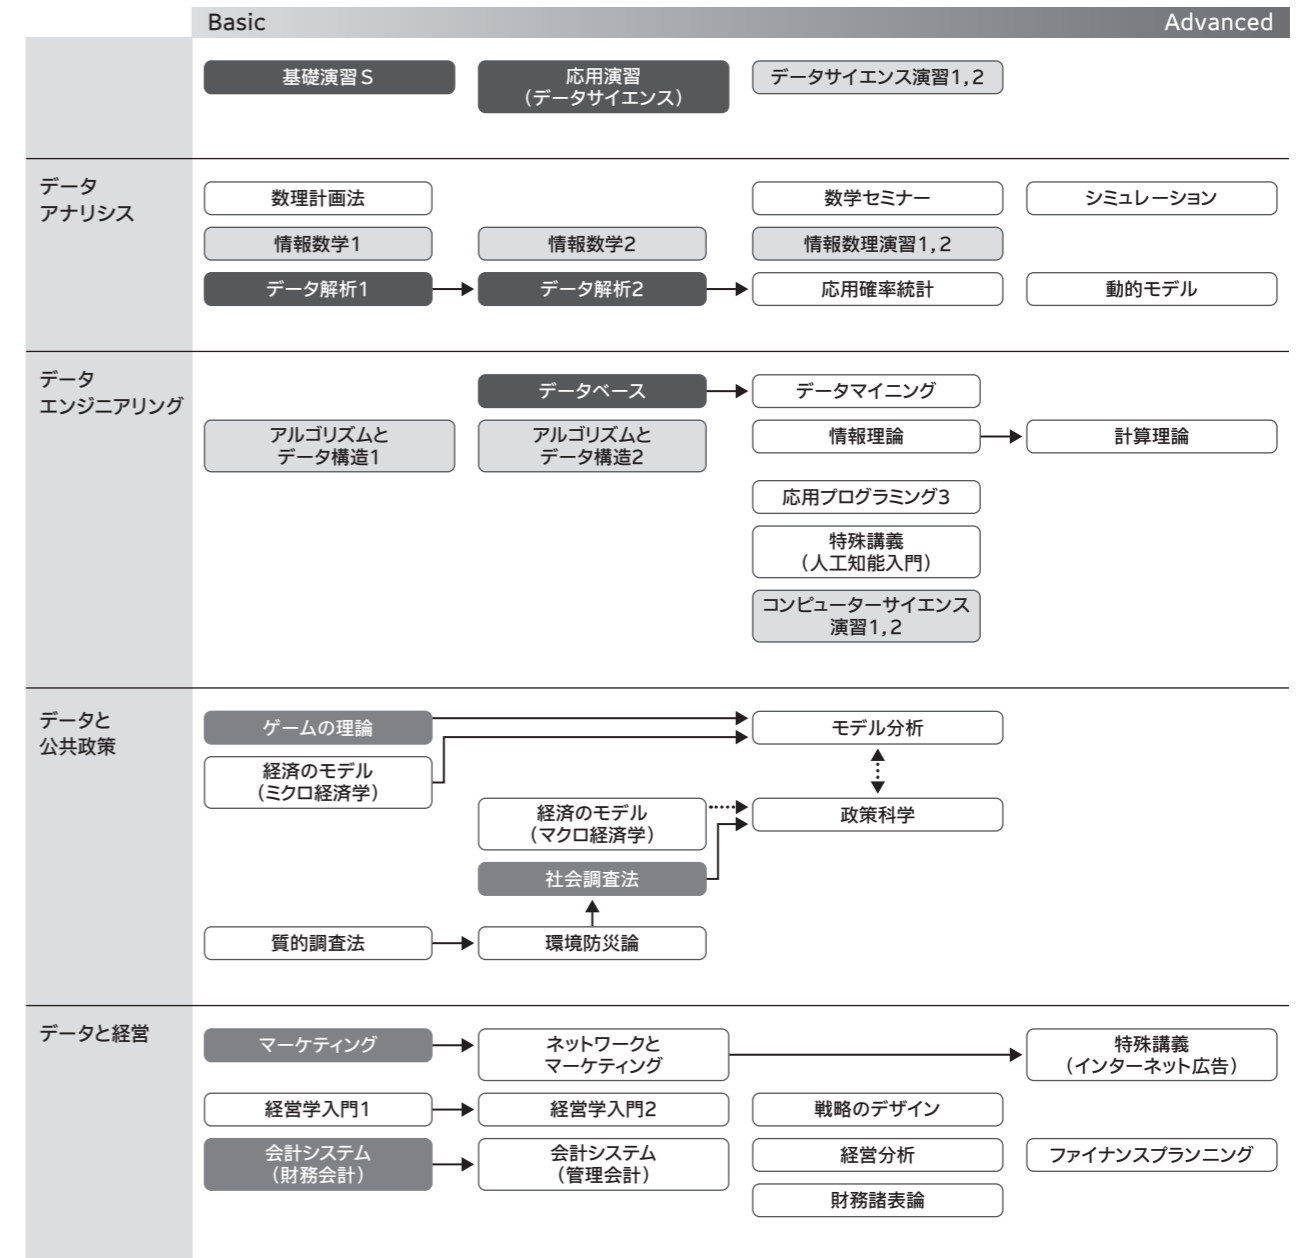 Basic
Advanced
基礎演習S
応用演習
（データサイエンス）
データサイエンス演習1,2
データ
アナリシス
数理計画法
数学セミナー
シミュレーション
情報数学1
情報数学2
情報数理演習1,2
データ解析1
データ解析2
応用確率統計
動的モデル
データ
エンジニアリング
データベース
データマイニング
アルゴリズムと
データ構造1
アルゴリズムと
データ構造2
情報理論
計算理論
応用プログラミング3
特殊講義
（人工知能入門）
コンピューターサイエンス
演習1,2
データと
公共政策
ゲームの理論
モデル分析
経済のモデル
（ミクロ経済学）
経済のモデル
（マクロ経済学）
政策科学
社会調査法
質的調査法
環境防災論
データと経営
マーケティング
ネットワークと
マーケティング
特殊講義
（インターネット広告）
経営学入門1
経営学入門2
戦略のデザイン
会計システム
（財務会計）
会計システム
（管理会計）
経営分析
ファイナンスプランニング
財務諸表論